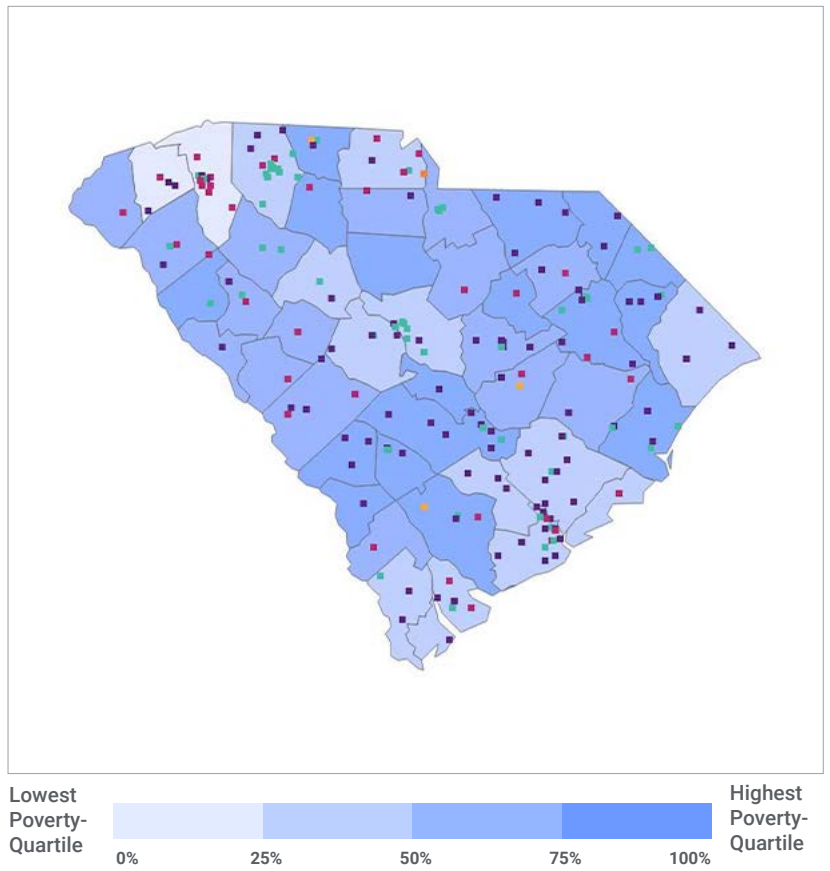 Lowest
Poverty-
Quartile
0%
25%
50%
75%
100%
Highest
Poverty-
Quartile